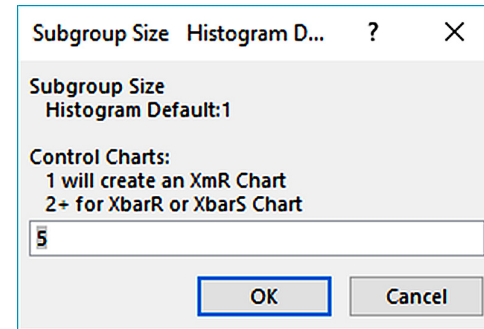 Subgroup Size Histogram D... ?
Subgroup Size
Histogram Default:1
Control Charts:
1 will create an XmR Chart
2+ for XbarR or XbarS Chart
5
OK Cancel